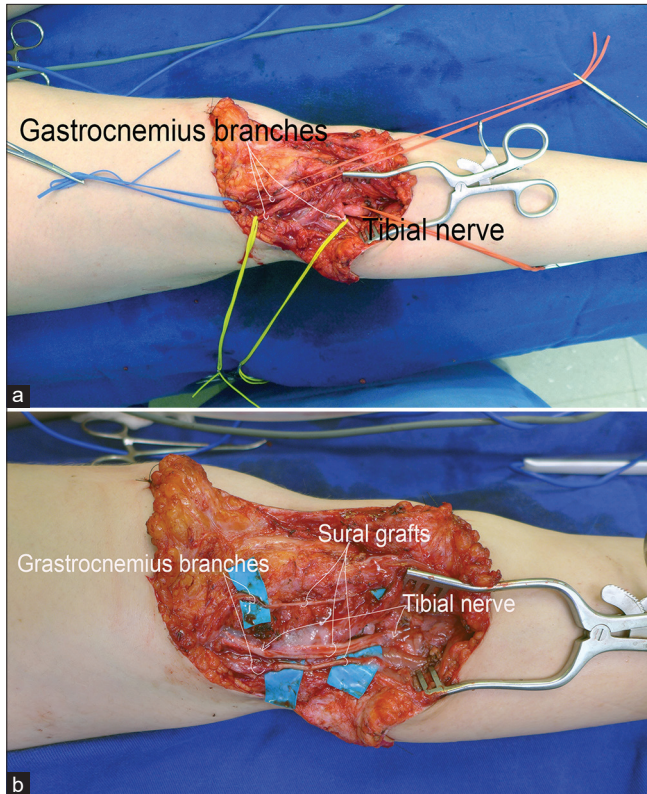 Gastrocnemius branches
Tibial nerve
a
Sural grafts
Grastrocnemius branches
Tibial nerve
b